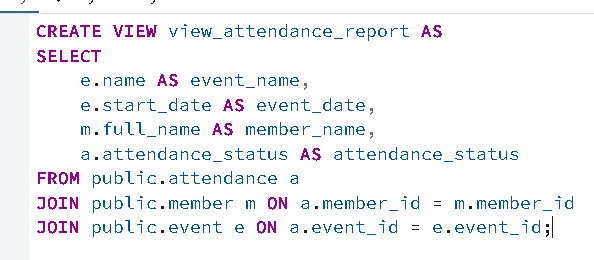 CREATE VIEW view_attendance_report AS
SELECT
    e.name AS event_name,
    e.start_date AS event_date,
    m.full_name AS member_name,
    a.attendance_status AS attendance_status
FROM public.attendance a
JOIN public.member m ON a.member_id = m.member_id
JOIN public.event e ON a.event_id = e.event_id;